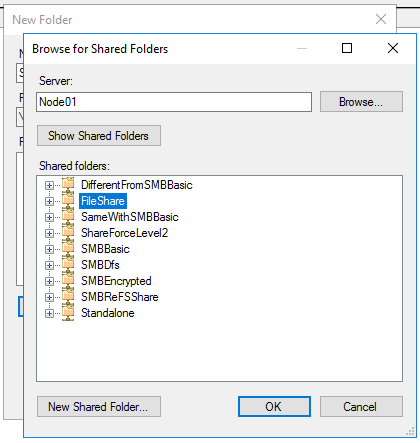 New Folder
Browse for Shared Folders
Server:
Node01
Browse...
Show Shared Folders
Shared folders:
DifferentFromSMBBasic
FileShare
SameWithSMBBasic
ShareForceLevel2
SMBBasic
SMBDfs
SMBEncrypted
SMBReFSShare
Standalone
New Shared Folder...
OK
Cancel